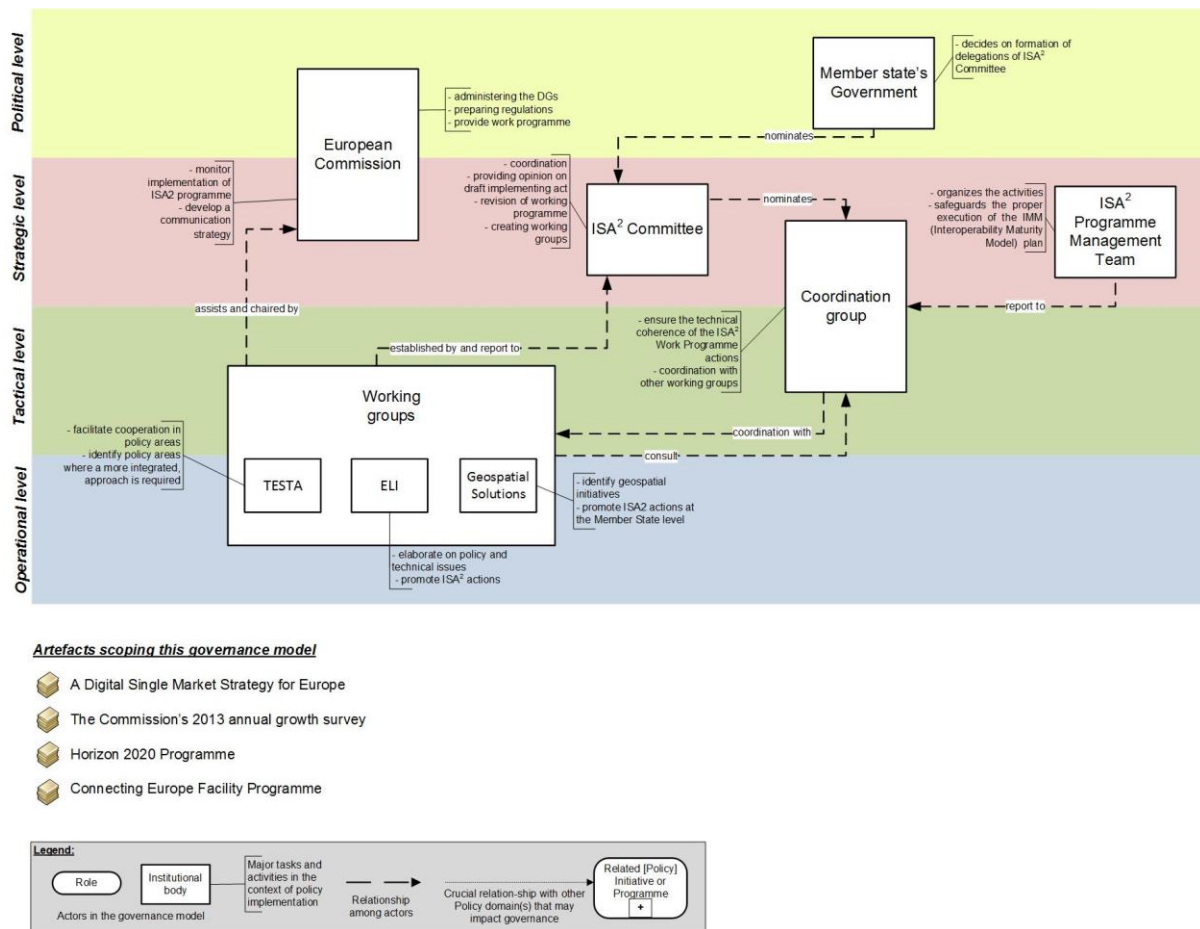 Political level
Member state's
Government
- decides on formation of
delegations of ISA² 
Committee
European
Commission
- administering the DGs
- preparing regulations
- provide work programme
nominates
Strategic level
- monitor
implementation of
ISA2 programme
- develop a
communication
strategy
- coordination
- providing opinion on
draft implementing act
- revision of working
programme
- creating working
groups
ISA² Committee
nominates
- organizes the activities
- safeguards the proper
execution of the IMM
(Interoperability Maturity
Model) plan
ISA²
Programme
Management
Team
Coordination
group
assists and chaired by
report to
Tactical level
established by and report to
- ensure the technical
coherence of the ISA²
Work Programme
actions
- coordination with
other working groups
Working
groups
coordination with
consult
- facilitate cooperation in
policy areas
- identify policy areas
where a more integrated,
approach is required
Operational level
TESTA
ELI
Geospatial
Solutions
- identify geospatial
initiatives
- promote ISA2 actions at
the Member State level
- elaborate on policy and
technical issues
- promote ISA² actions
Artefacts scoping this governance model
A Digital Single Market Strategy for Europe
The Commission's 2013 annual growth survey
Horizon 2020 Programme
Connecting Europe Facility Programme
Legend:
Role
Institutional
body
Actors in the governance model
Major tasks and
activities in the
context of policy
implementation
Relationship
among actors
Crucial relation-ship with other
Policy domain(s) that may
impact governance
Related [Policy]
Initiative or
Programme
+